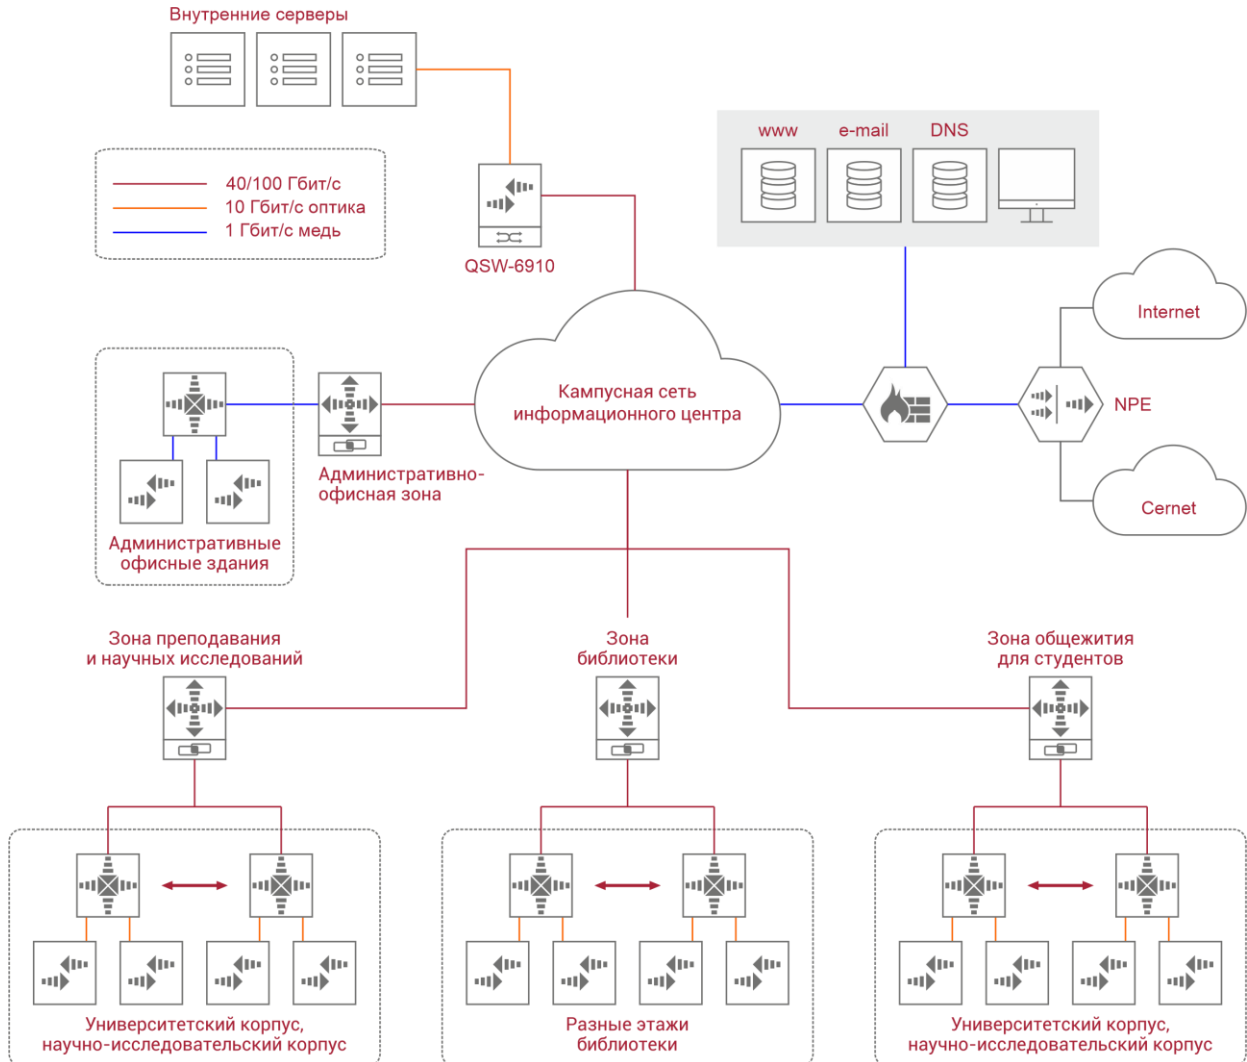 Внутренние серверы
www
e-mail
DNS
40/100 Гбит/с
10 Гбит/с оптика
1 Гбит/с медь
QSW-6910
Internet
Кампусная сеть
информационного центра
NPE
Административно-
офисная зона
Cernet
Административные
офисные здания
Зона преподавания
и научных исследований
Зона
библиотеки
Зона общежития
для студентов
Университетский корпус,
научно-исследовательский корпус
Разные этажи
библиотеки
Университетский корпус,
научно-исследовательский корпус